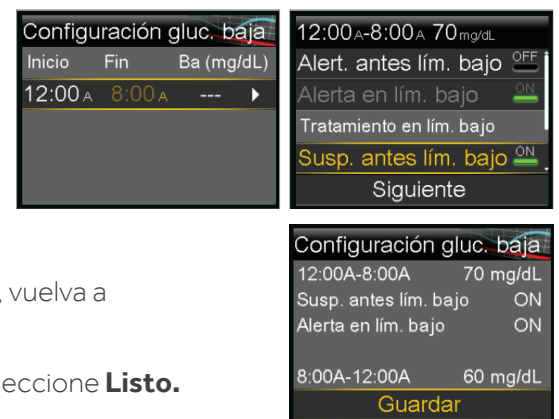 Configuración gluc. baja
Inicio Fin Ba (mg/dL)
12:00 A 8:00 A ---
12:00 A-8:00 A 70 mg/dL
Alert. antes lím. bajo OFF
Alerta en lím. bajo ON
Tratamiento en lím. bajo
Susp. antes lím. bajo ON
Siguiente
Configuración gluc. baja
12:00A-8:00A 70 mg/dL
Susp. antes lím. bajo ON
Alerta en lím. bajo ON
8:00A-12:00A 60 mg/dL
Guardar
, vuelva a
eccione Listo.